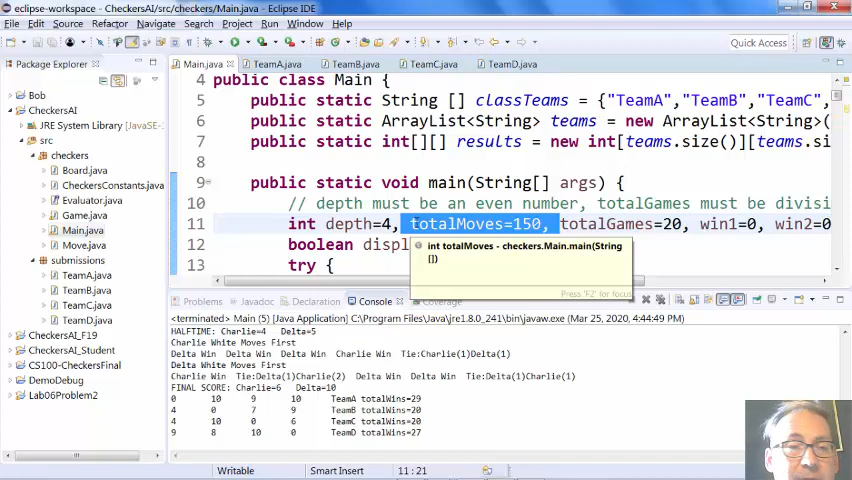 eclipse-workspace - CheckersAI/src/checkers/Main.java - Eclipse IDE
File Edit Source Refactor Navigate Search Project Run Window Help
Quick Access
Package Explorer
Main.java TeamA.java TeamB.java TeamC.java TeamD.java
Bob
CheckersAI
JRE System Library [JavaSE-
src
checkers
Board.java
CheckersConstants.java
Evaluator.java
Game.java
Main.java
Move.java
submissions
TeamA.java
TeamB.java
TeamC.java
TeamD.java
CheckersAI_F19
CheckersAI_Student
CS100-CheckersFinal
DemoDebug
Lab06Problem2
4 public class Main {
5 public static String [] classTeams = {"TeamA","TeamB","TeamC",
6 public static ArrayList<String> teams = new ArrayList<String>(
7 public static int[][] results = new int[teams.size()][teams.si
8
9 public static void main(String[] args) {
10 // depth must be an even number, totalGames must be divisi
11 int depth=4, totalMoves=150, totalGames=20, win1=0, win2=0
12 boolean displ
13 try {
int totalMoves - checkers.Main.main(String
[])
Press 'F2' for focus
Problems Javadoc Declaration Console Coverage
<terminated> Main (5) [Java Application] C:\Program Files\Java\jre1.8.0_241\bin\javaw.exe (Mar 25, 2020, 4:44:49 PM)
HALFTIME: Charlie=4 Delta=5
Charlie White Moves First
Delta Win Delta Win Delta Win Charlie Win Tie:Charlie(1)Delta(1)
Delta White Moves First
Charlie Win Tie:Delta(1)Charlie(2) Delta Win Delta Win Tie:Delta(1)Charlie(1)
FINAL SCORE: Charlie=6 Delta=10
0 10 9 10 TeamA totalWins=29
4 0 7 9 TeamB totalWins=20
4 10 0 6 TeamC totalWins=20
9 8 10 0 TeamD totalWins=27
Writable Smart Insert 11:21